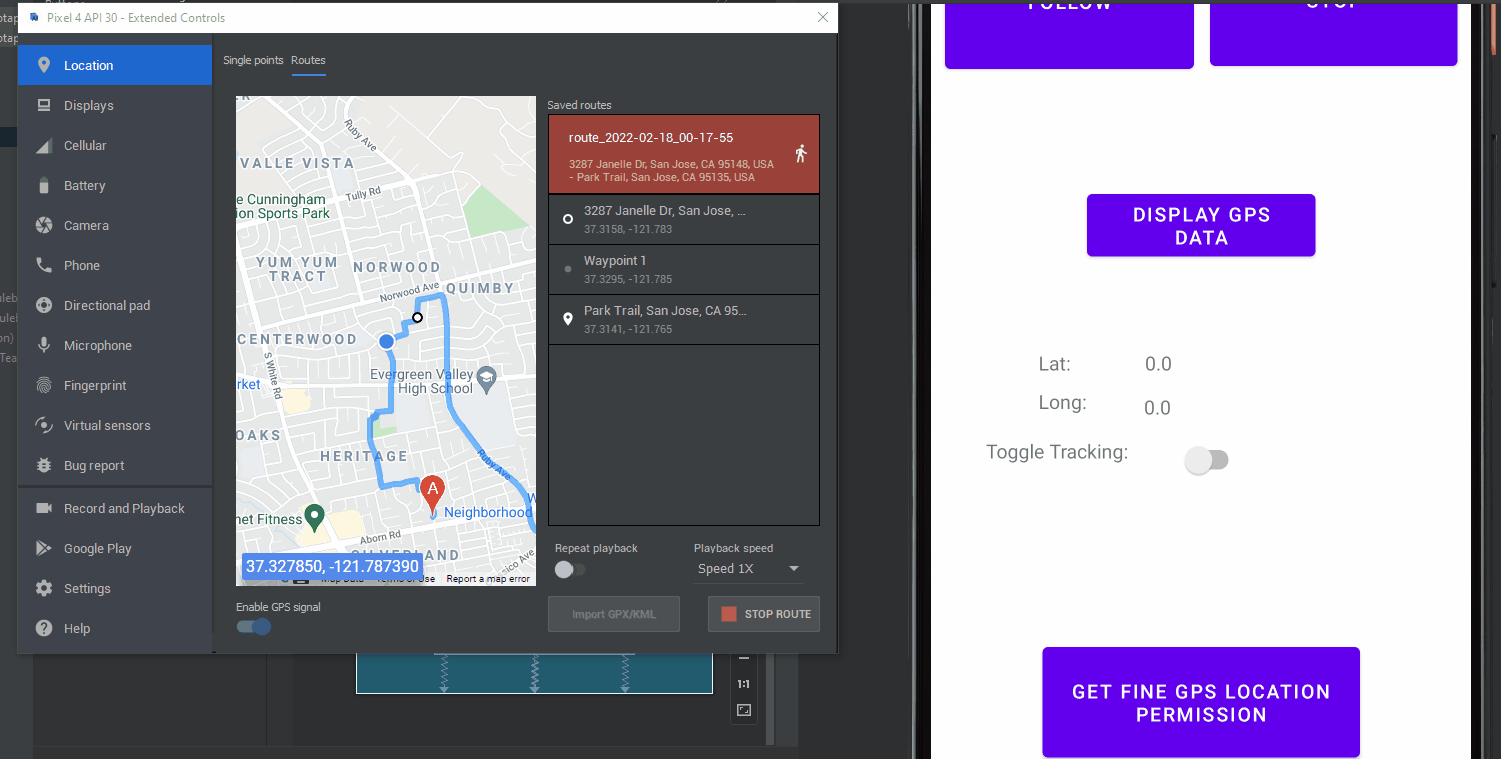 Pixel 4 API 30 - Extended Controls
Location
Displays
Cellular
Battery
Camera
Phone
Directional pad
Microphone
Fingerprint
Virtual sensors
Bug report
Record and Playback
Google Play
Settings
Help
Single points
Routes
Ruby Ave
VALLE VISTA
Tully Rd
e Cunningham
ion Sports Park
YUM YUM
TRACT
NORWOOD
Norwood Ave
QUIMBY
CENTERWOOD
S White Rd
Evergreen Valley
High School
rket
OAKS
HERITAGE
Ruby Ave
A
Neighborhood
net Fitness
Aborn Rd
37.327850, -121.787390
Report a map error
Enable GPS signal
Saved routes
route_2022-02-18_00-17-55
3287 Janelle Dr, San Jose, CA 95148, USA
- Park Trail, San Jose, CA 95135, USA
3287 Janelle Dr, San Jose, ...
37.3158, -121.783
Waypoint 1
37.3295, -121.785
Park Trail, San Jose, CA 95...
37.3141, -121.765
Repeat playback
Playback speed
Speed 1X
Import GPX/KML
STOP ROUTE
1:1
FOLLOW
STOP
DISPLAY GPS
DATA
Lat:
0.0
Long:
0.0
Toggle Tracking:
GET FINE GPS LOCATION
PERMISSION